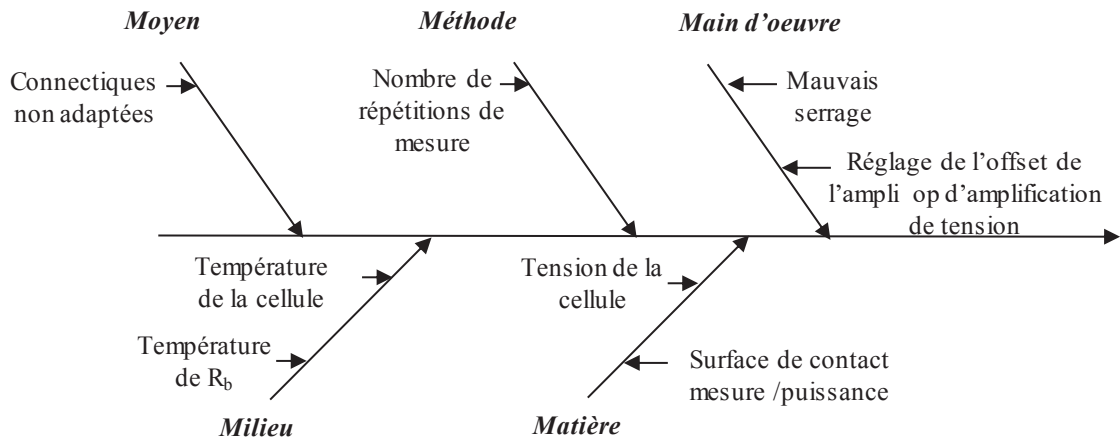 Moyen
Méthode
Main d'oeuvre
Connectiques
non adaptées
Nombre de
répétitions de
mesure
Mauvais
serrage
Réglage de l'offset de
l'ampli op d'amplification
de tension
Température
de la cellule
Tension de la
cellule
Température
de Rb
Surface de contact
mesure /puissance
Milieu
Matière